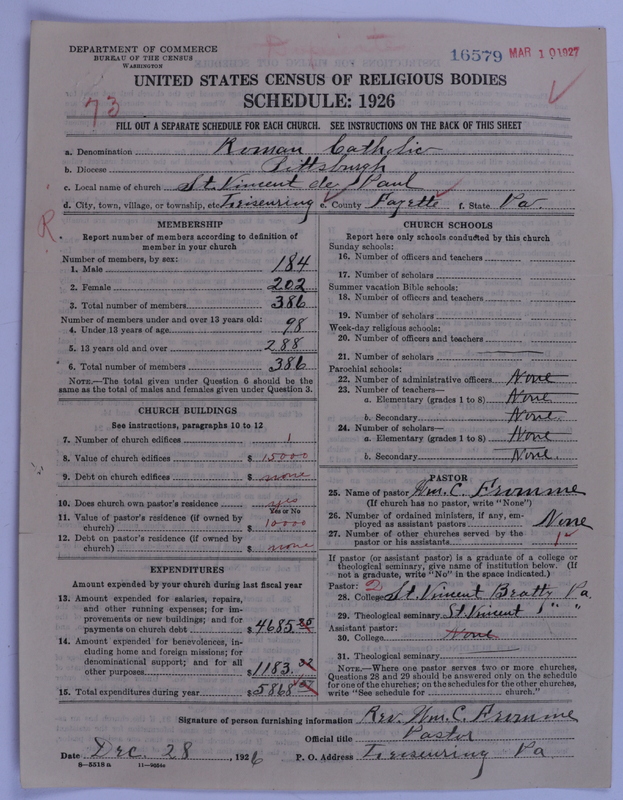 DEPARTMENT OF COMMERCE
BUREAU OF THE CENSUS
WASHINGTON
16579 MAR 10 1927
UNITED STATES CENSUS OF RELIGIOUS BODIES
SCHEDULE: 1926
73
FILL OUT A SEPARATE SCHEDULE FOR EACH CHURCH. SEE INSTRUCTIONS ON THE BACK OF THIS SHEET
a. Denomination Roman Catholic
b. Diocese Pittsburgh
c. Local name of church St. Vincent de Paul
d. City, town, village, or township, etc. Leisenring e. County Fayette f. State Pa.
R
MEMBERSHIP
Report number of members according to definition of
member in your church
Number of members, by sex:
1. Male 184
2. Female 202
3. Total number of members 386
Number of members under and over 13 years old:
4. Under 13 years of age 98
5. 13 years old and over 288
6. Total number of members 386
NOTE.—The total given under Question 6 should be the
same as the total of males and females given under Question 3.
CHURCH BUILDINGS
See instructions, paragraphs 10 to 12
7. Number of church edifices 1
8. Value of church edifices $ 15000
9. Debt on church edifices $ none
10. Does church own pastor's residence yes
Yes or No
11. Value of pastor's residence (if owned by
church) $ 10000
12. Debt on pastor's residence (if owned by
church) $ none
EXPENDITURES
Amount expended by your church during last fiscal year
13. Amount expended for salaries, repairs,
and other running expenses; for im-
provements or new buildings; and for
payments on church debt $ 4685.
14. Amount expended for benevolences, in-
cluding home and foreign missions; for
denominational support; and for all
other purposes $ 1183.
15. Total expenditures during year $ 5868
CHURCH SCHOOLS
Report here only schools conducted by this church
Sunday schools:
16. Number of officers and teachers
17. Number of scholars
Summer vacation Bible schools:
18. Number of officers and teachers
19. Number of scholars
Week-day religious schools:
20. Number of officers and teachers
21. Number of scholars
Parochial schools:
22. Number of administrative officers None
23. Number of teachers—
a. Elementary (grades 1 to 8) None
b. Secondary None
24. Number of scholars—
a. Elementary (grades 1 to 8) None
b. Secondary None.
PASTOR
25. Name of pastor Wm. C. Fromme
(If church has no pastor, write "None")
26. Number of ordained ministers, if any, em-
ployed as assistant pastors None
27. Number of other churches served by the
pastor or his assistants 1
If pastor (or assistant pastor) is a graduate of a college or
theological seminary, give name of institution below. (If
not a graduate, write "No" in the space indicated.)
Pastor: 2
28. College St. Vincent Beatty Pa.
29. Theological seminary St. Vincent " "
Assistant pastor:
30. College None
31. Theological seminary
NOTE.—Where one pastor serves two or more churches,
Questions 28 and 29 should be answered only on the schedule
for one of the churches; on the schedules for the other churches,
write "See schedule for church."
Signature of person furnishing information Rev. Wm. C. Fromme
Official title Pastor
Date Dec. 28, 1926 P. O. Address Leisenring Pa.
8—5518 a 11—9254a